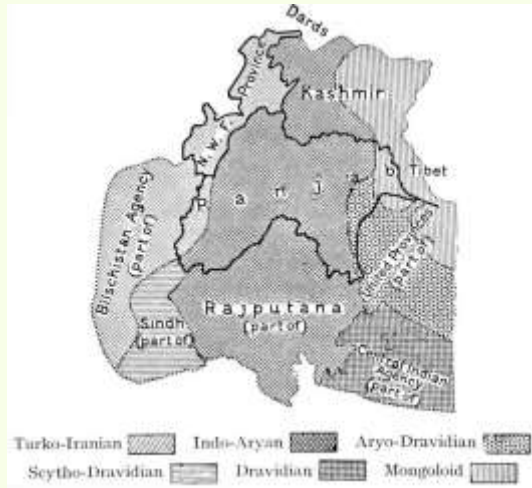 Dards
Province
N. W. F.
Kashmir
Tibet
P a n j a b
Blischistan Agency
(part of)
United Provinces
(part of)
Rajputana
(part of)
Sindh
(part of)
Central Indian
Agency
(part of)
Turko-Iranian Indo-Aryan Aryo-Dravidian
Scytho-Dravidian Dravidian Mongoloid